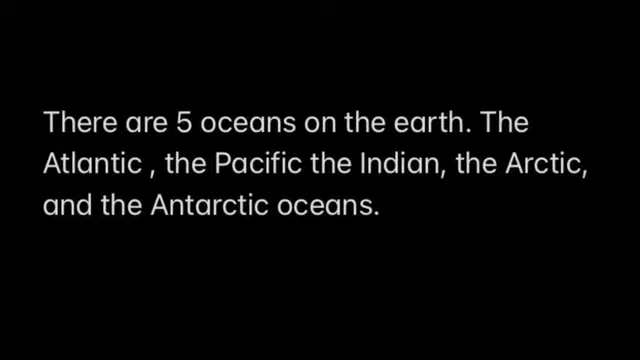 There are 5 oceans on the earth. The
Atlantic , the Pacific the Indian, the Arctic,
and the Antarctic oceans.